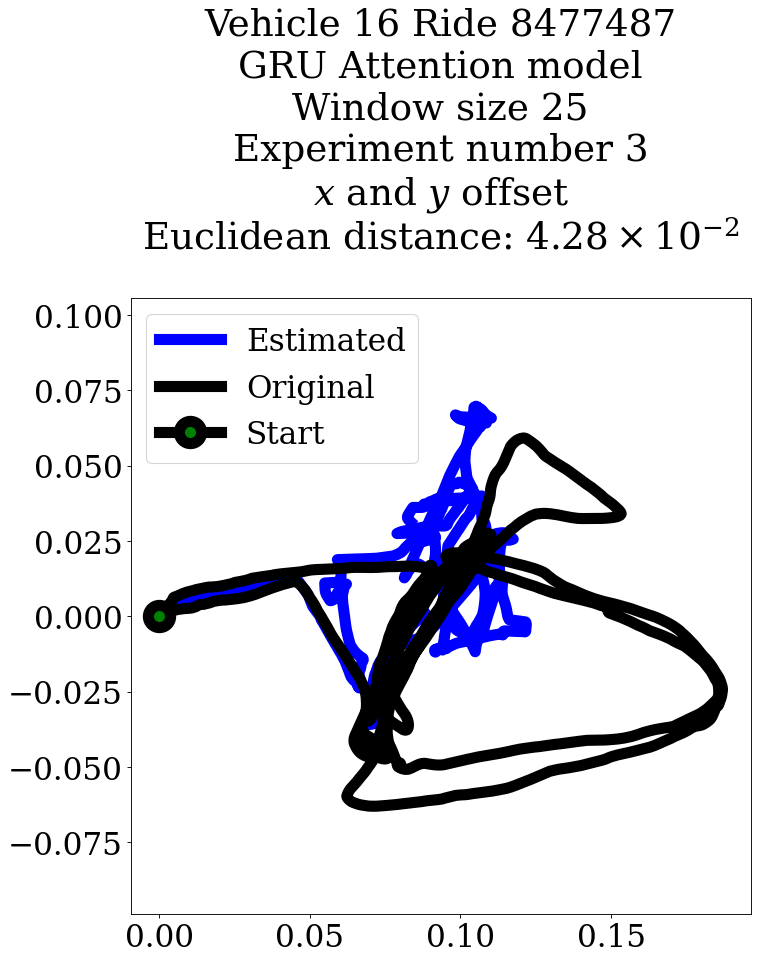 Vehicle 16 Ride 8477487
GRU Attention model
Window size 25
Experiment number 3
x and y offset
Euclidean distance: 4.28 × 10⁻²
Estimated
Original
Start
0.100
0.075
0.050
0.025
0.000
−0.025
−0.050
−0.075
0.00 0.05 0.10 0.15